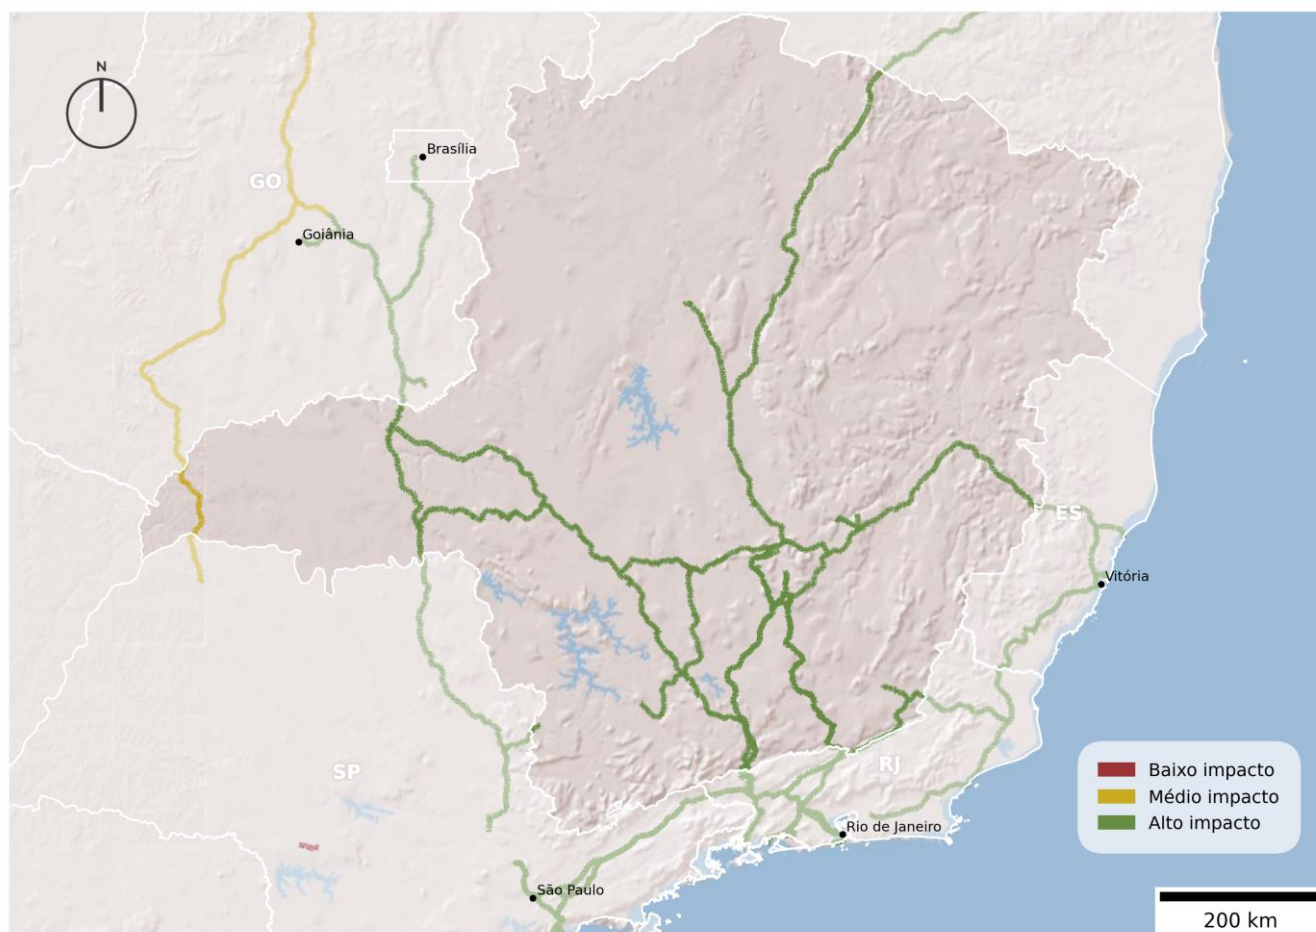 N
Brasília
GO
Goiânia
ES
Vitória
SP
RJ
Rio de Janeiro
São Paulo
Baixo impacto
Médio impacto
Alto impacto
200 km